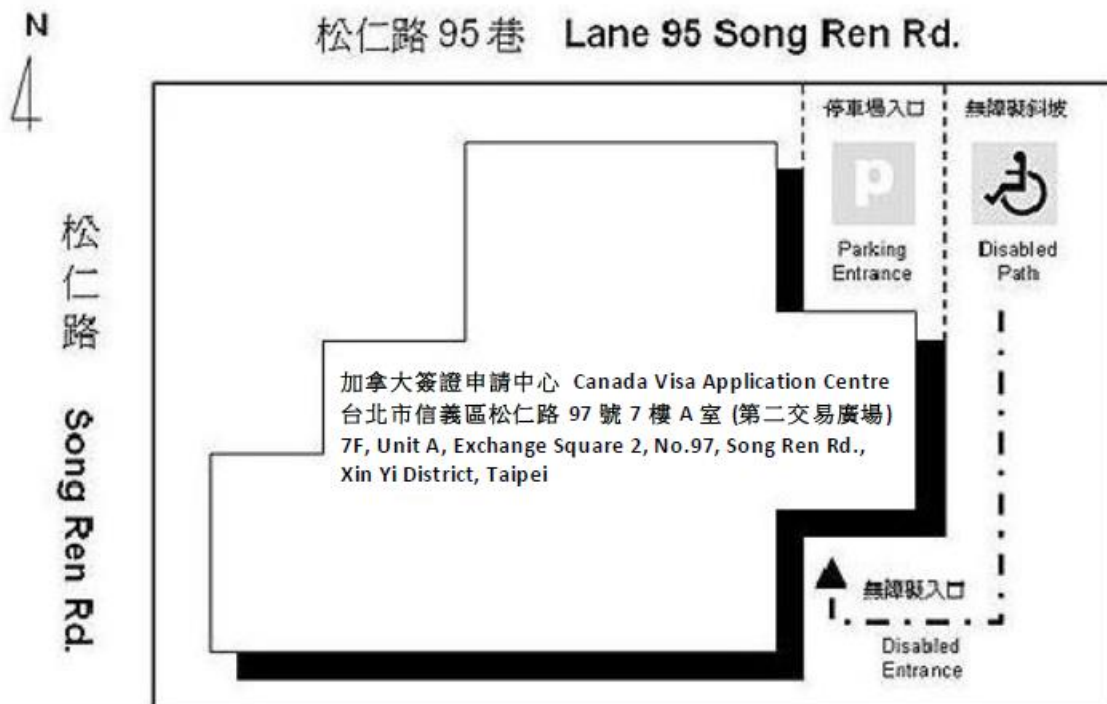 N
松仁路 95 巷 Lane 95 Song Ren Rd.
松仁路 Song Ren Rd.
停車場入口
P
Parking
Entrance
無障礙斜坡
Disabled
Path
加拿大簽證申請中心 Canada Visa Application Centre
台北市信義區松仁路 97 號 7 樓 A 室 (第二交易廣場)
7F, Unit A, Exchange Square 2, No.97, Song Ren Rd.,
Xin Yi District, Taipei
無障礙入口
Disabled
Entrance